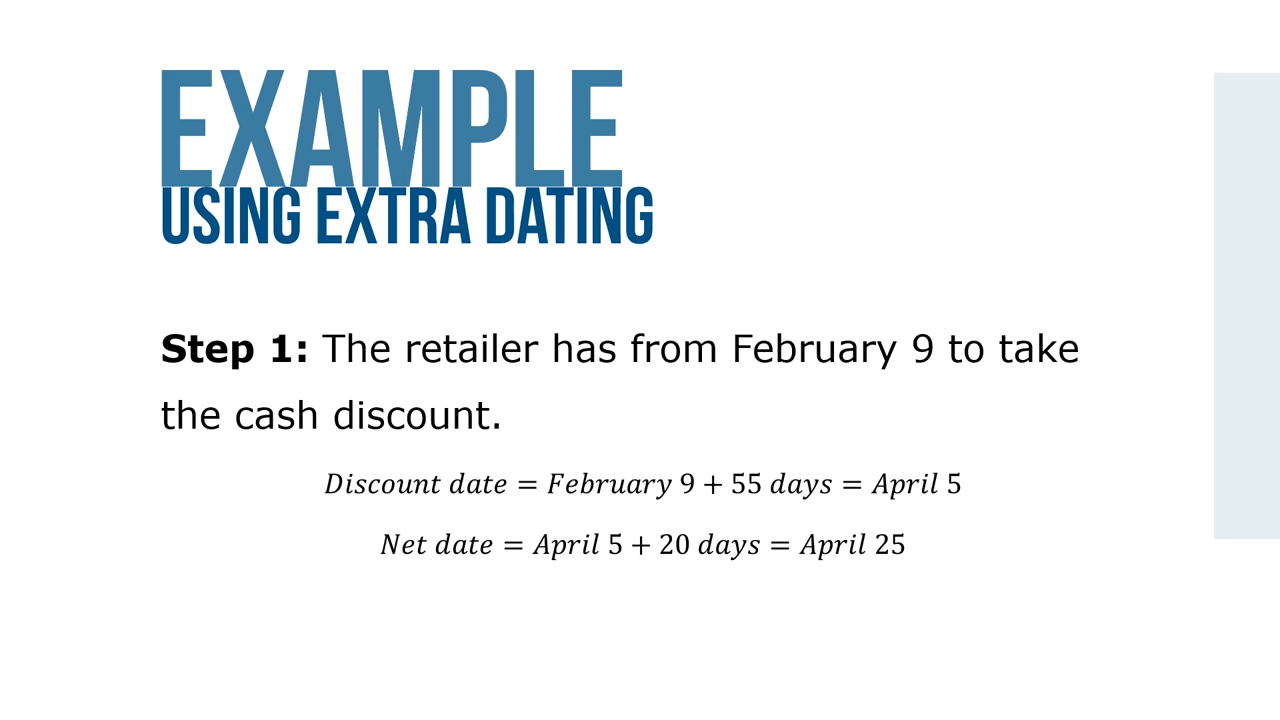 EXAMPLE
USING EXTRA DATING
Step 1: The retailer has from February 9 to take
the cash discount.
Discount date = February 9 + 55 days = April 5
Net date = April 5 + 20 days = April 25